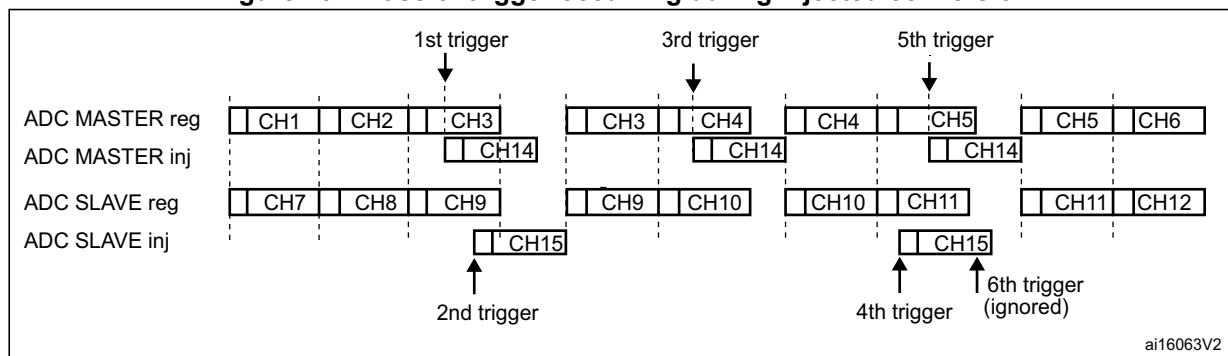 1st trigger 3rd trigger 5th trigger
ADC MASTER reg CH1 CH2 CH3 CH3 CH4 CH4 CH5 CH5 CH6
ADC MASTER inj CH14 CH14 CH14
ADC SLAVE reg CH7 CH8 CH9 CH9 CH10 CH10 CH11 CH11 CH12
ADC SLAVE inj CH15 CH15
2nd trigger 4th trigger 6th trigger
(ignored)
ai16063V2